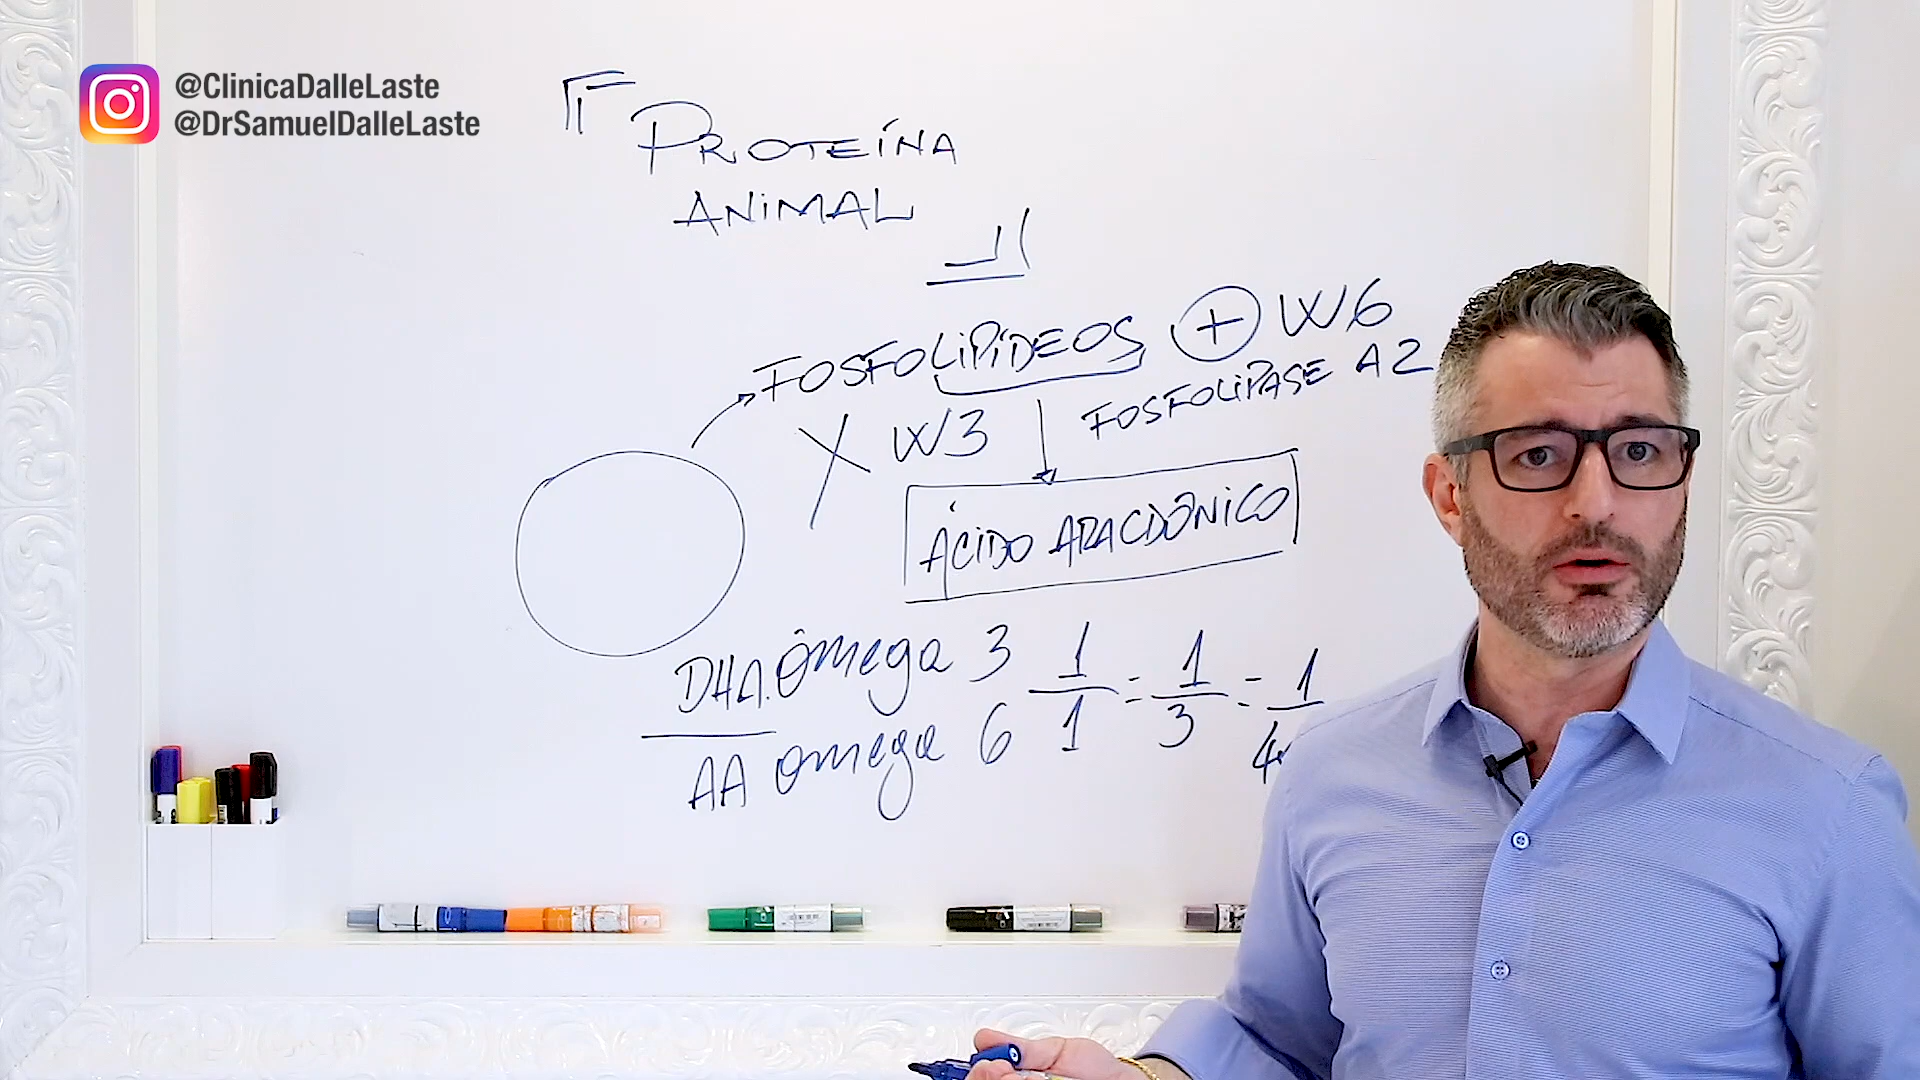 @ClinicaDalleLaste
@DrSamuelDalleLaste
PROTEÍNA
ANIMAL
FOSFOLIPÍDEOS + W6
FOSFOLIPASE A2
W3
ÁCIDO ARACDÔNICO
DHA. Ômega 3 1/1 = 1/3 = 1/4
AA omega 6